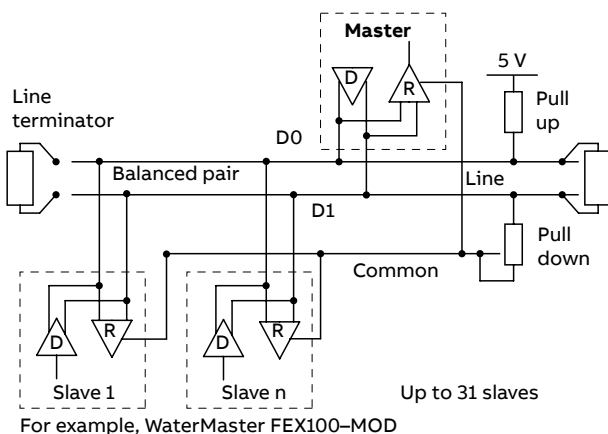 Master
5 V
D
R
Pull
up
Line
terminator
D0
Balanced pair
Line
D1
Pull
down
Common
D
R
D
R
Slave 1
Slave n
Up to 31 slaves
For example, WaterMaster FEX100–MOD